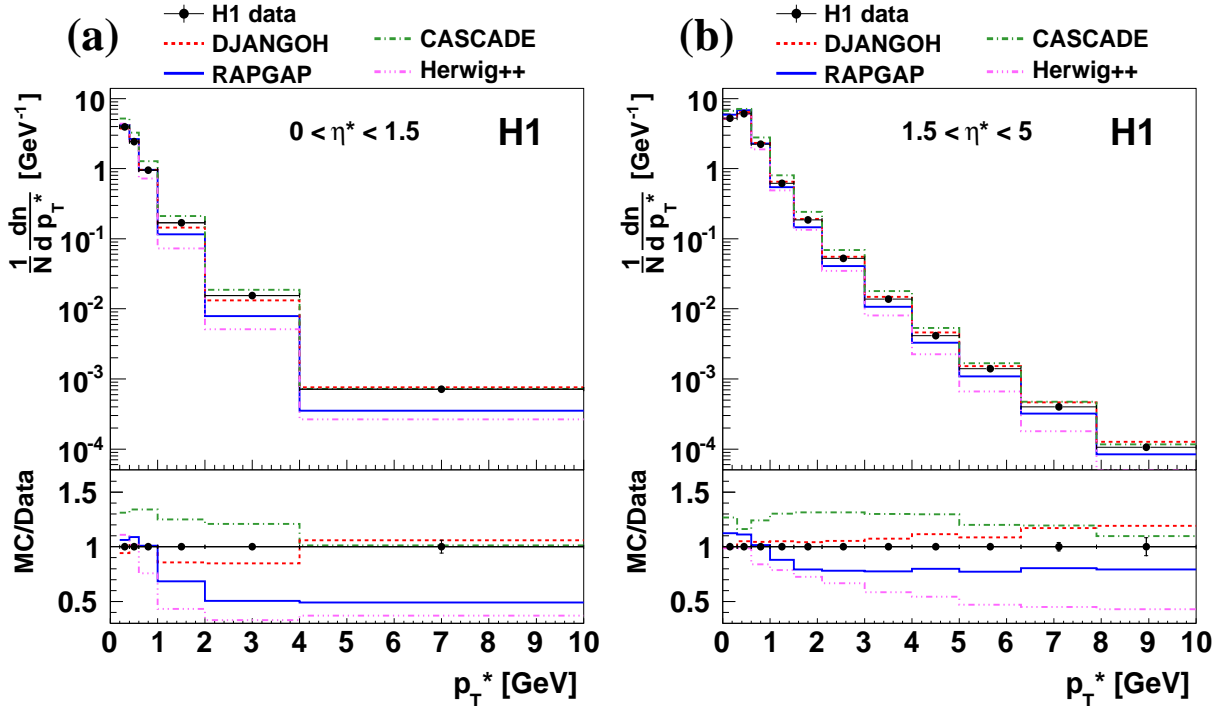 (a)
H1 data
DJANGOH
RAPGAP
CASCADE
Herwig++
0 < η* < 1.5
H1
1/N dn/d p_T* [GeV⁻¹]
10
1
10⁻¹
10⁻²
10⁻³
10⁻⁴
MC/Data
1.5
1
0.5
0 1 2 3 4 5 6 7 8 9 10
p_T* [GeV]
(b)
H1 data
DJANGOH
RAPGAP
CASCADE
Herwig++
1.5 < η* < 5
H1
1/N dn/d p_T* [GeV⁻¹]
10
1
10⁻¹
10⁻²
10⁻³
10⁻⁴
MC/Data
1.5
1
0.5
0 1 2 3 4 5 6 7 8 9 10
p_T* [GeV]